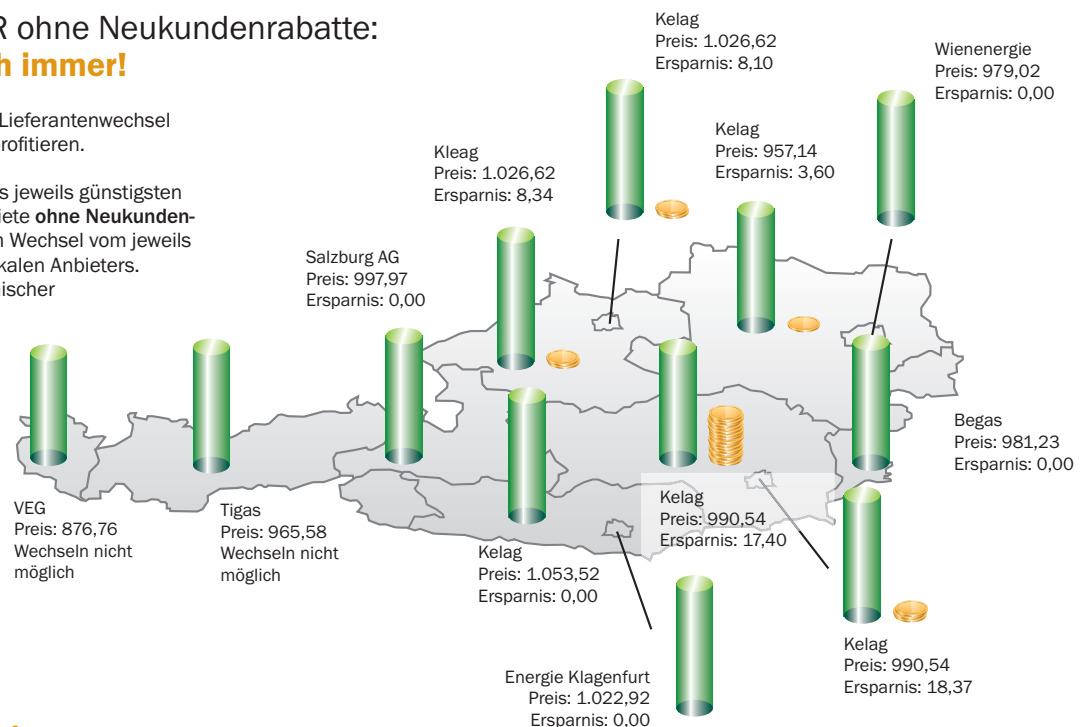 R ohne Neukundenrabatte:
h immer!
Lieferantenwechsel
rofitieren.
s jeweils günstigsten
iete ohne Neukunden-
n Wechsel vom jeweils
kalen Anbieters.
nischer
Kelag
Preis: 1.026,62
Ersparnis: 8,10
Wienenergie
Preis: 979,02
Ersparnis: 0,00
Kelag
Preis: 957,14
Ersparnis: 3,60
Kleag
Preis: 1.026,62
Ersparnis: 8,34
Salzburg AG
Preis: 997,97
Ersparnis: 0,00
Begas
Preis: 981,23
Ersparnis: 0,00
VEG
Preis: 876,76
Wechseln nicht
möglich
Tigas
Preis: 965,58
Wechseln nicht
möglich
Kelag
Preis: 1.053,52
Ersparnis: 0,00
Kelag
Preis: 990,54
Ersparnis: 17,40
Kelag
Preis: 990,54
Ersparnis: 18,37
Energie Klagenfurt
Preis: 1.022,92
Ersparnis: 0,00